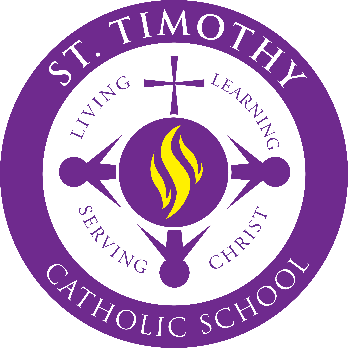 ST. TIMOTHY
LIVING
LEARNING
SERVING
CHRIST
CATHOLIC SCHOOL